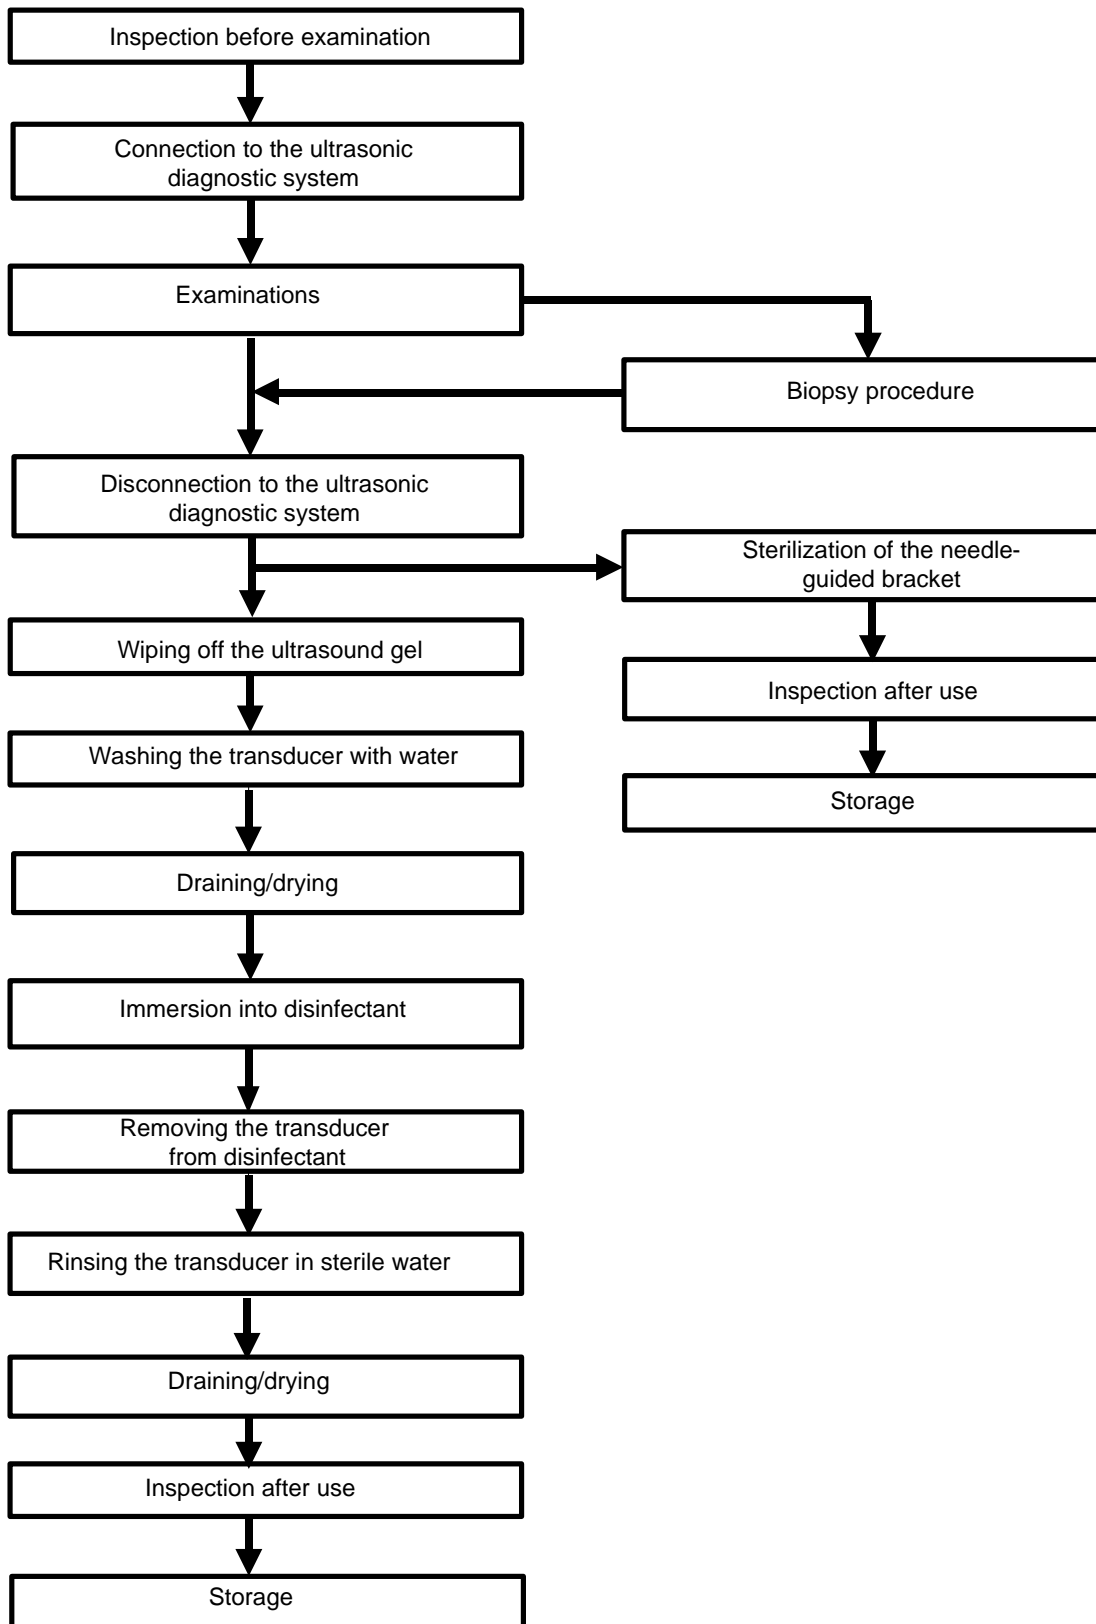 Inspection before examination
Connection to the ultrasonic
diagnostic system
Examinations
Biopsy procedure
Disconnection to the ultrasonic
diagnostic system
Sterilization of the needle-
guided bracket
Wiping off the ultrasound gel
Inspection after use
Washing the transducer with water
Storage
Draining/drying
Immersion into disinfectant
Removing the transducer
from disinfectant
Rinsing the transducer in sterile water
Draining/drying
Inspection after use
Storage